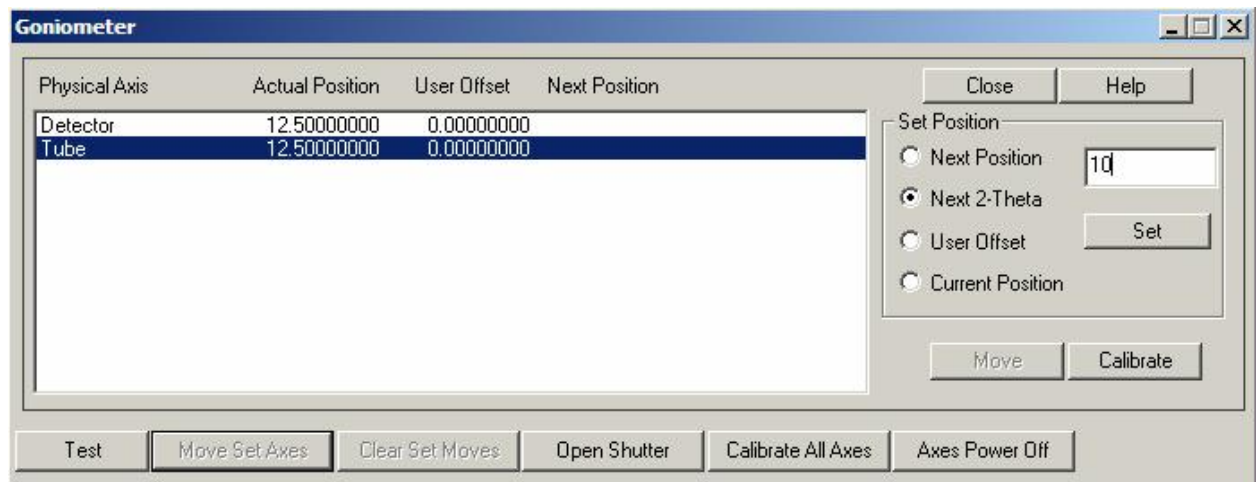 Goniometer
Physical Axis Actual Position User Offset Next Position
Close Help
Detector 12.50000000 0.00000000
Tube 12.50000000 0.00000000
Set Position
Next Position 10
Next 2-Theta
Set
User Offset
Current Position
Move Calibrate
Test Move Set Axes Clear Set Moves Open Shutter Calibrate All Axes Axes Power Off